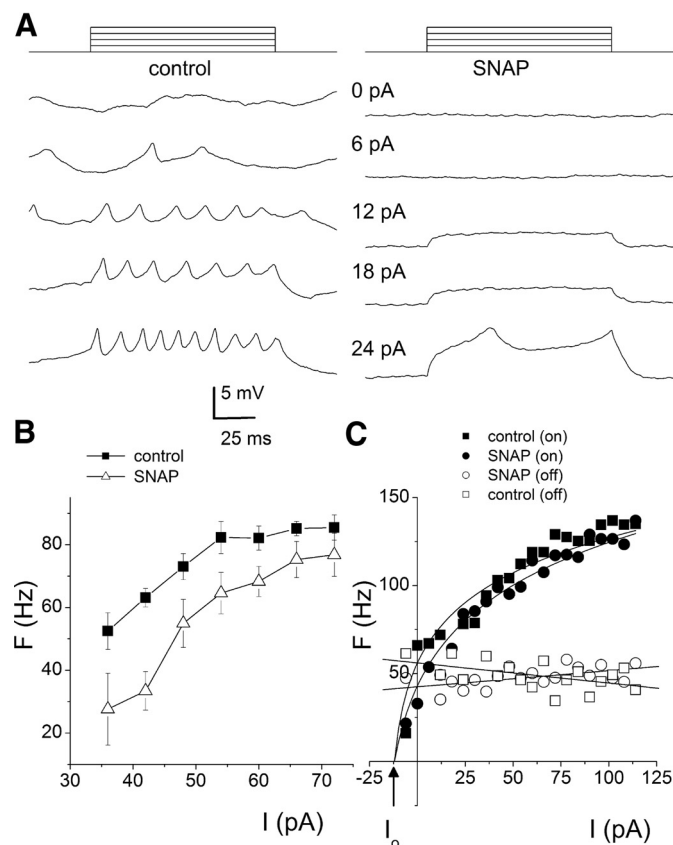 A
control
SNAP
0 pA
6 pA
12 pA
18 pA
24 pA
5 mV
25 ms
B
control
SNAP
F (Hz)
80
60
40
20
30
40
50
60
70
I (pA)
C
control (on)
SNAP (on)
SNAP (off)
control (off)
F (Hz)
150
100
50
-25
25
50
75
100
125
I₀
I (pA)